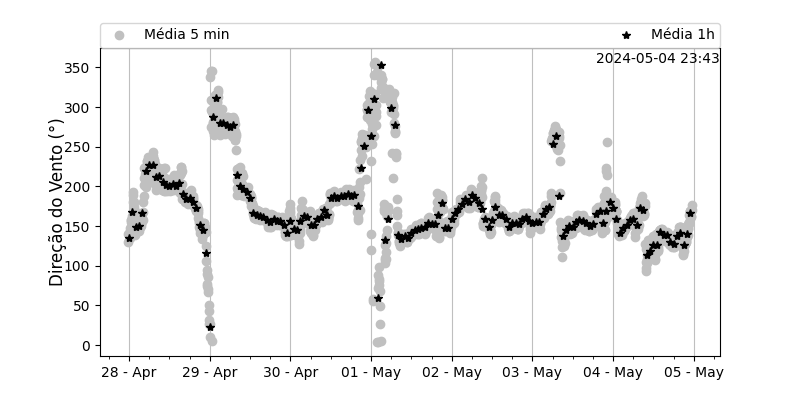 Média 5 min
Média 1h
2024-05-04 23:43
Direção do Vento (°)
350
300
250
200
150
100
50
0
28 - Apr
29 - Apr
30 - Apr
01 - May
02 - May
03 - May
04 - May
05 - May